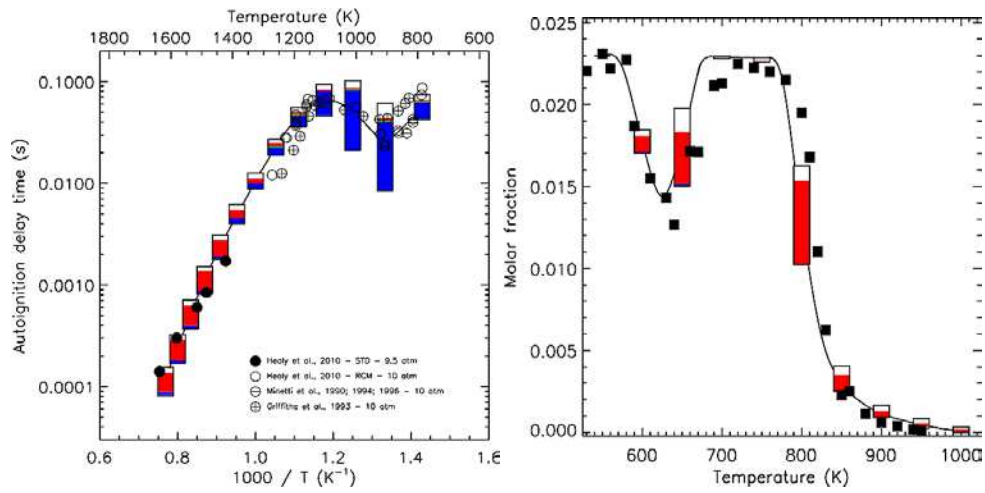 Temperature (K)
1800 1600 1400 1200 1000 800 600
Autoignition delay time (s)
0.1000
0.0100
0.0010
0.0001
Healy et al., 2010 - STD - 9.5 atm
Healy et al., 2010 - RCM - 10 atm
Minetti et al., 1990; 1994; 1996 - 10 atm
Griffiths et al., 1993 - 10 atm
0.6 0.8 1.0 1.2 1.4 1.6
1000 / T (K⁻¹)
Molar fraction
0.025
0.020
0.015
0.010
0.005
0.000
600 700 800 900 1000
Temperature (K)